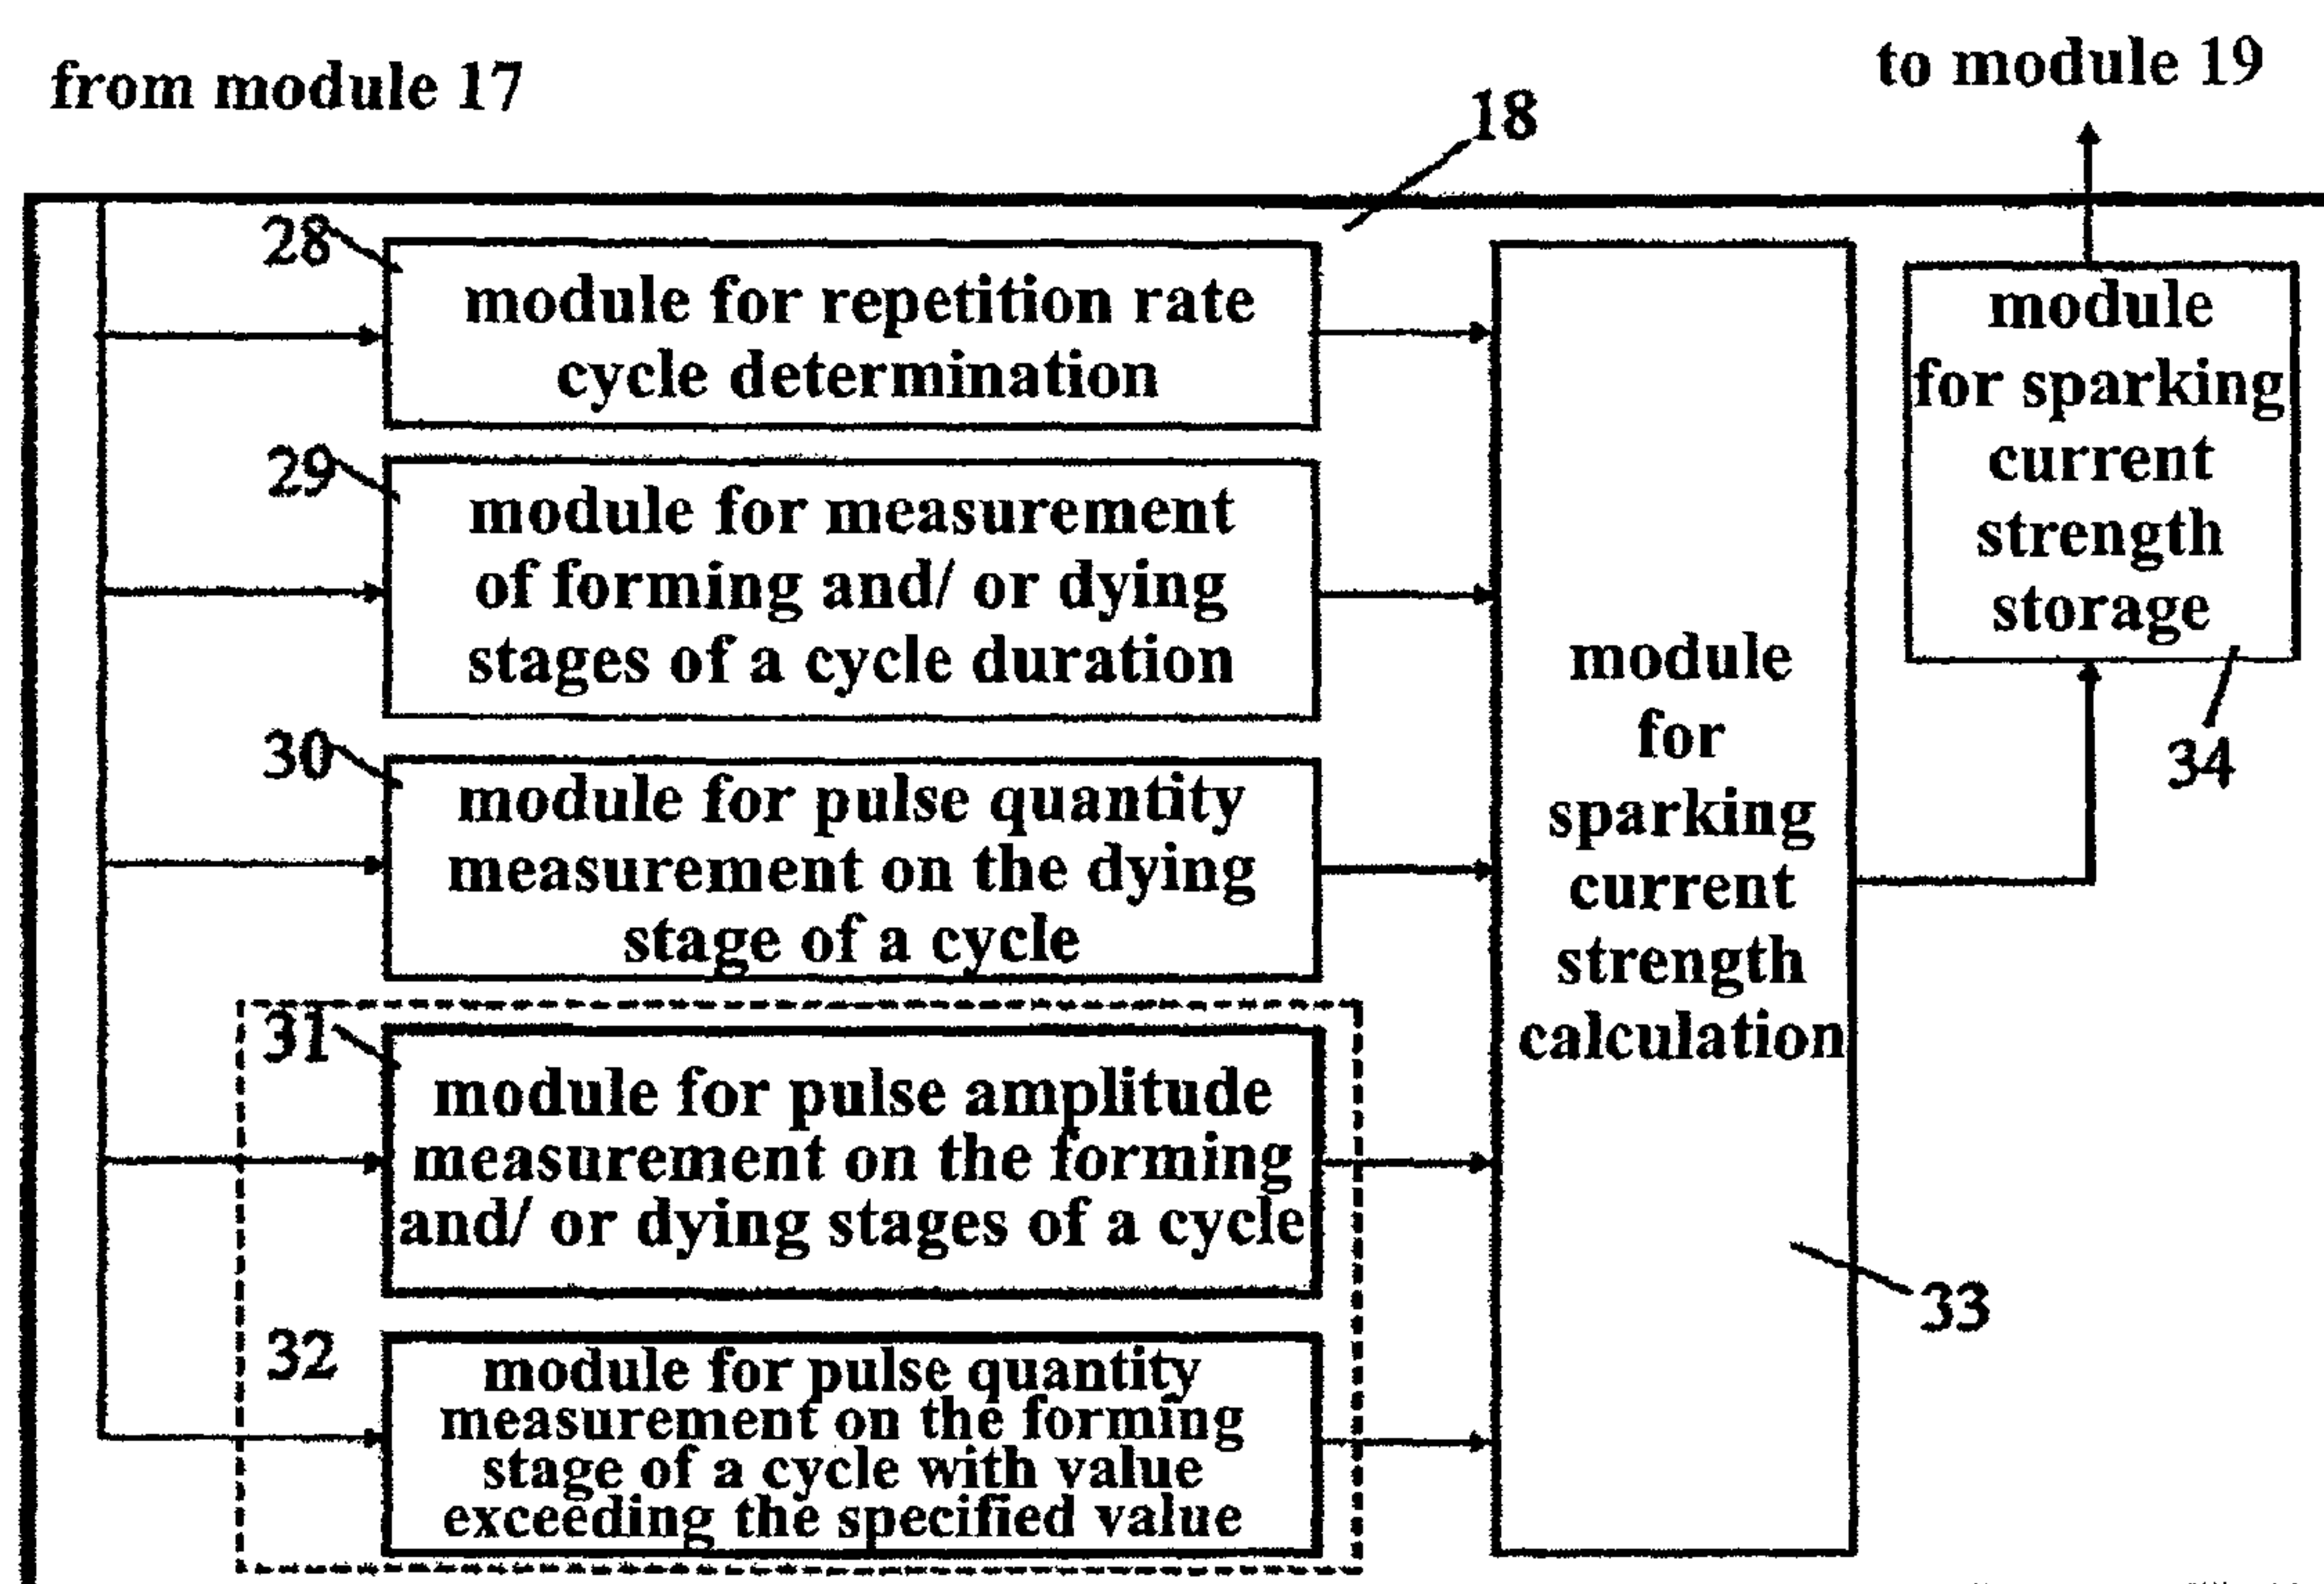 from module 17
to module 19
18
28
module for repetition rate
cycle determination
29
module for measurement
of forming and/ or dying
stages of a cycle duration
30
module for pulse quantity
measurement on the dying
stage of a cycle
31
module for pulse amplitude
measurement on the forming
and/ or dying stages of a cycle
32
module for pulse quantity
measurement on the forming
stage of a cycle with value
exceeding the specified value
module
for
sparking
current
strength
calculation
33
module
for sparking
current
strength
storage
34